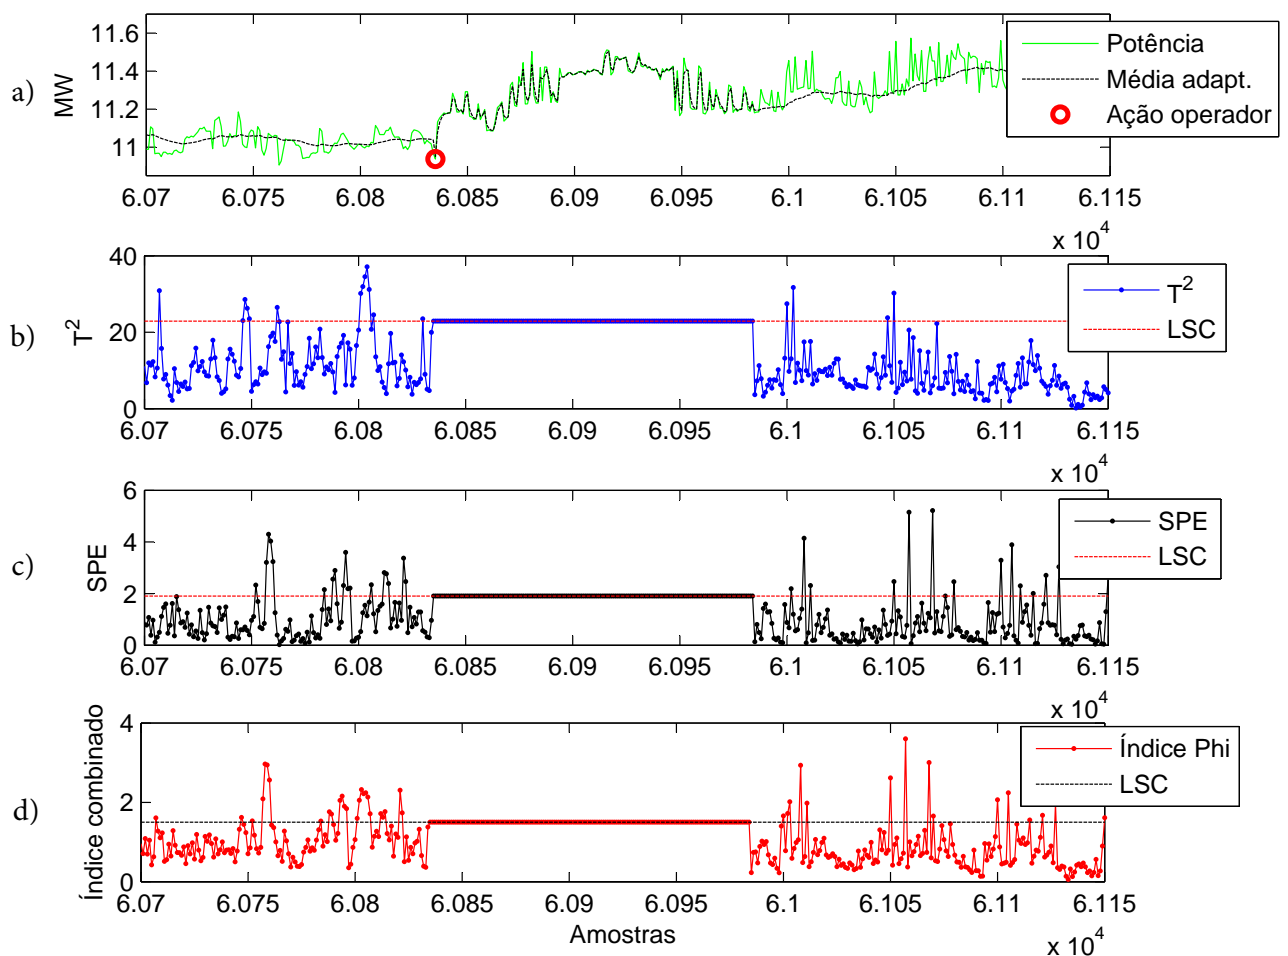 a)
MW
11.6
11.4
11.2
11
Potência
Média adapt.
Ação operador
6.07 6.075 6.08 6.085 6.09 6.095 6.1 6.105 6.11 6.115
x 10^4
b)
T^2
40
20
0
T^2
LSC
6.07 6.075 6.08 6.085 6.09 6.095 6.1 6.105 6.11 6.115
x 10^4
c)
SPE
6
4
2
0
SPE
LSC
6.07 6.075 6.08 6.085 6.09 6.095 6.1 6.105 6.11 6.115
x 10^4
d)
Índice combinado
4
2
0
Índice Phi
LSC
6.07 6.075 6.08 6.085 6.09 6.095 6.1 6.105 6.11 6.115
Amostras
x 10^4